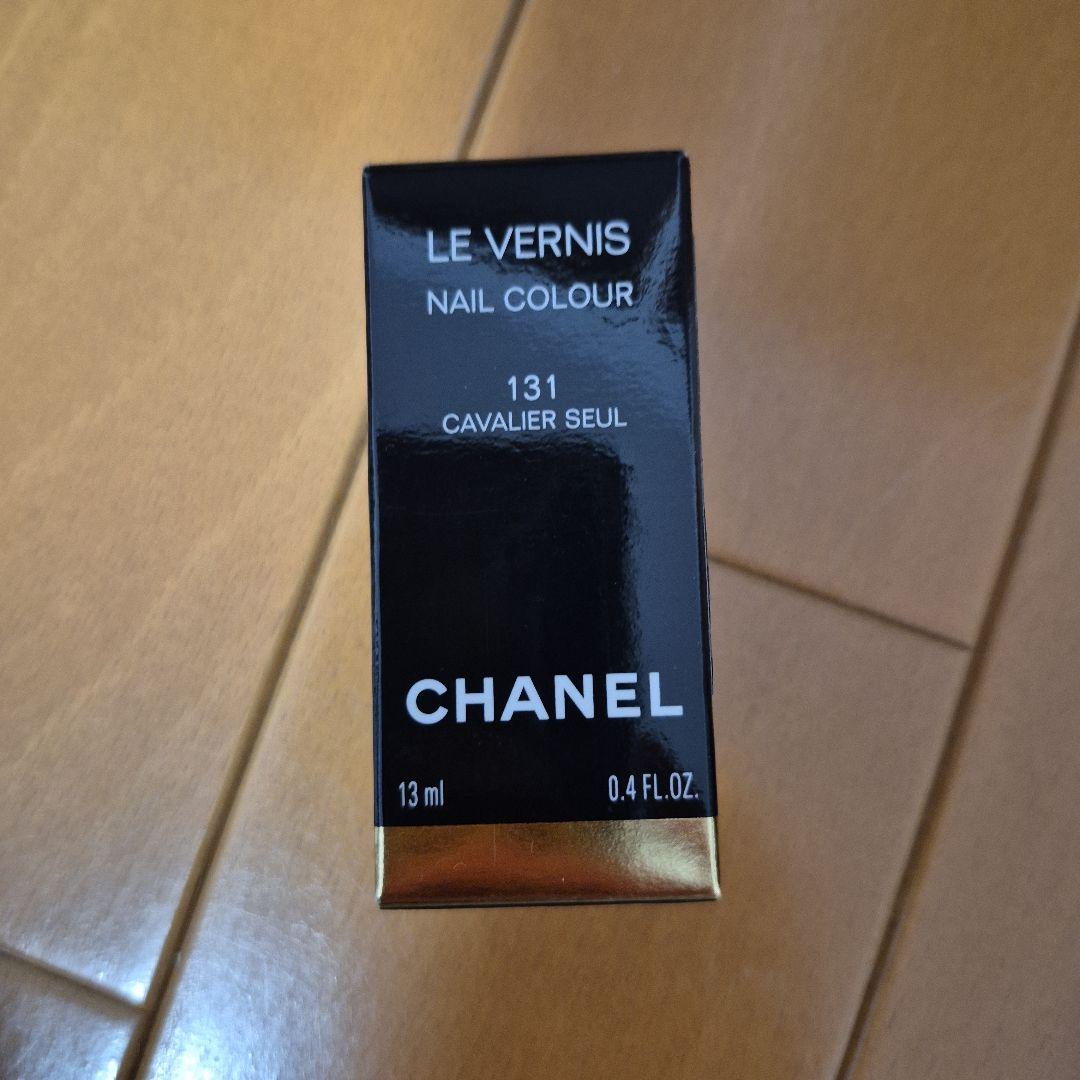 LE VERNIS
NAIL COLOUR
131
CAVALIER SEUL
CHANEL
13 ml 0.4 FL.OZ.